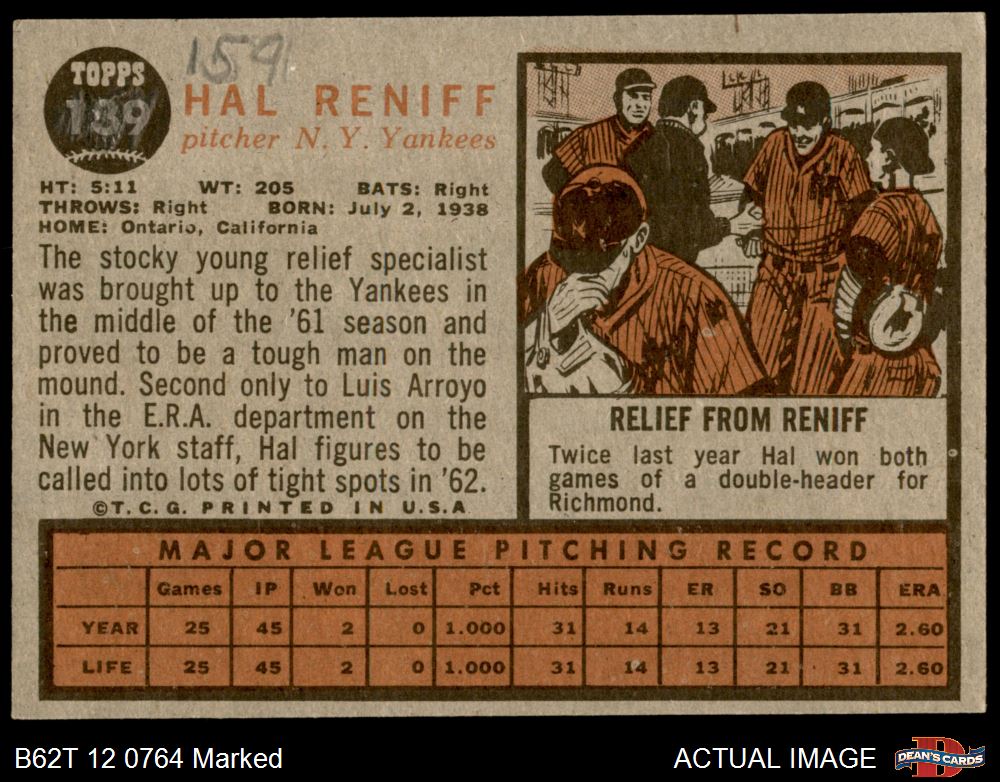 159
TOPPS
139
HAL RENIFF
pitcher N. Y. Yankees
HT: 5:11 WT: 205 BATS: Right
THROWS: Right BORN: July 2, 1938
HOME: Ontario, California
The stocky young relief specialist
was brought up to the Yankees in
the middle of the '61 season and
proved to be a tough man on the
mound. Second only to Luis Arroyo
in the E.R.A. department on the
New York staff, Hal figures to be
called into lots of tight spots in '62.
©T. C. G. PRINTED IN U.S.A
RELIEF FROM RENIFF
Twice last year Hal won both
games of a double-header for
Richmond.
MAJOR LEAGUE PITCHING RECORD
Games IP Won Lost Pct Hits Runs ER SO BB ERA
YEAR 25 45 2 0 1.000 31 14 13 21 31 2.60
LIFE 25 45 2 0 1.000 31 14 13 21 31 2.60
B62T 12 0764 Marked
ACTUAL IMAGE
DEAN'S CARDS